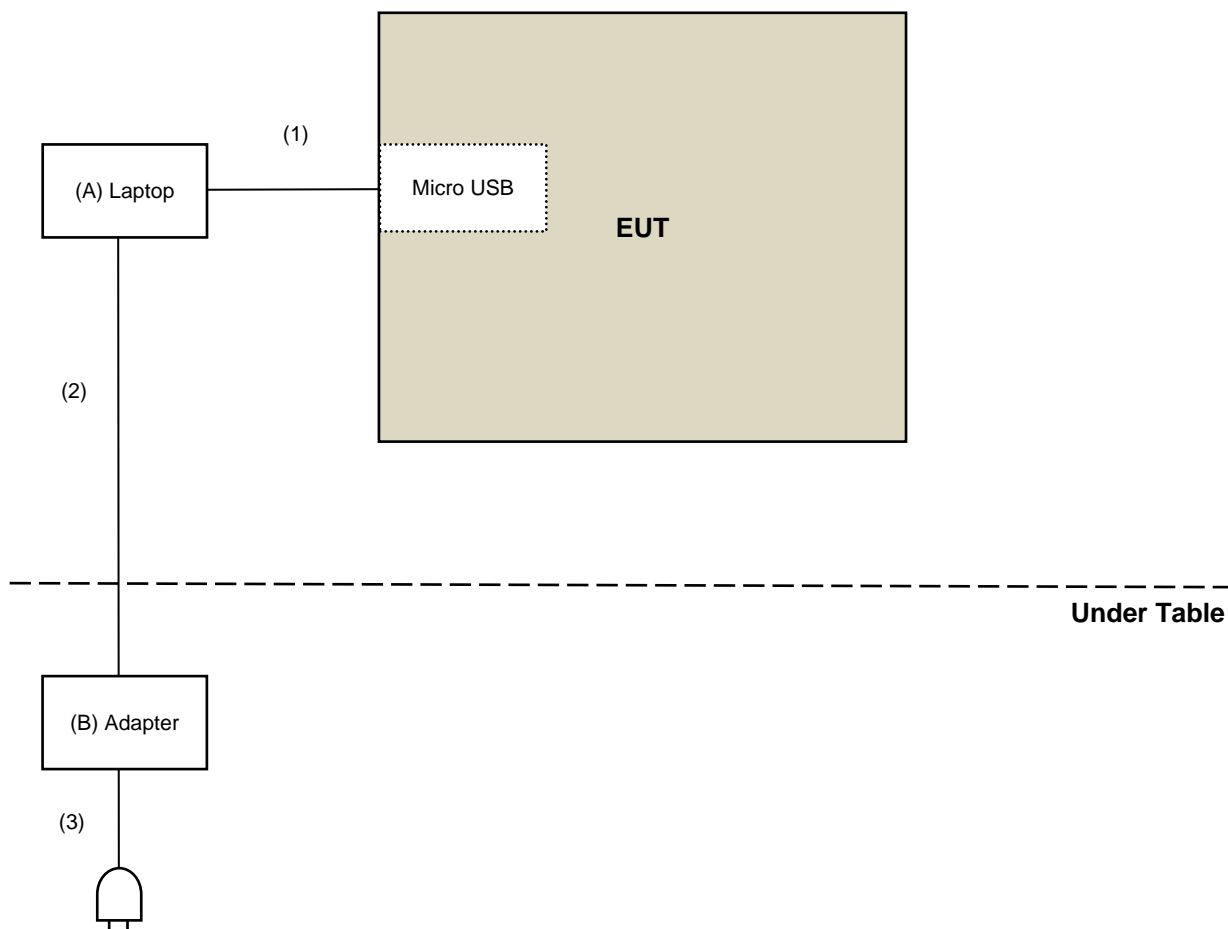 (1)
(A) Laptop
Micro USB
EUT
(2)
Under Table
(B) Adapter
(3)